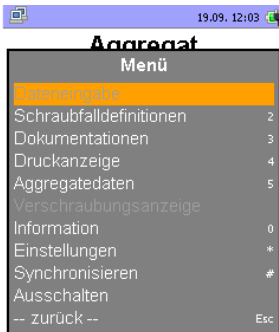 19.09. 12:03
Aggregat
Menü
Dateneingabe
Schraubfalldefinitionen 2
Dokumentationen 3
Druckanzeige 4
Aggregatedaten 5
Verschraubungsanzeige
Information 0
Einstellungen *
Synchronisieren #
Ausschalten
-- zurück -- Esc